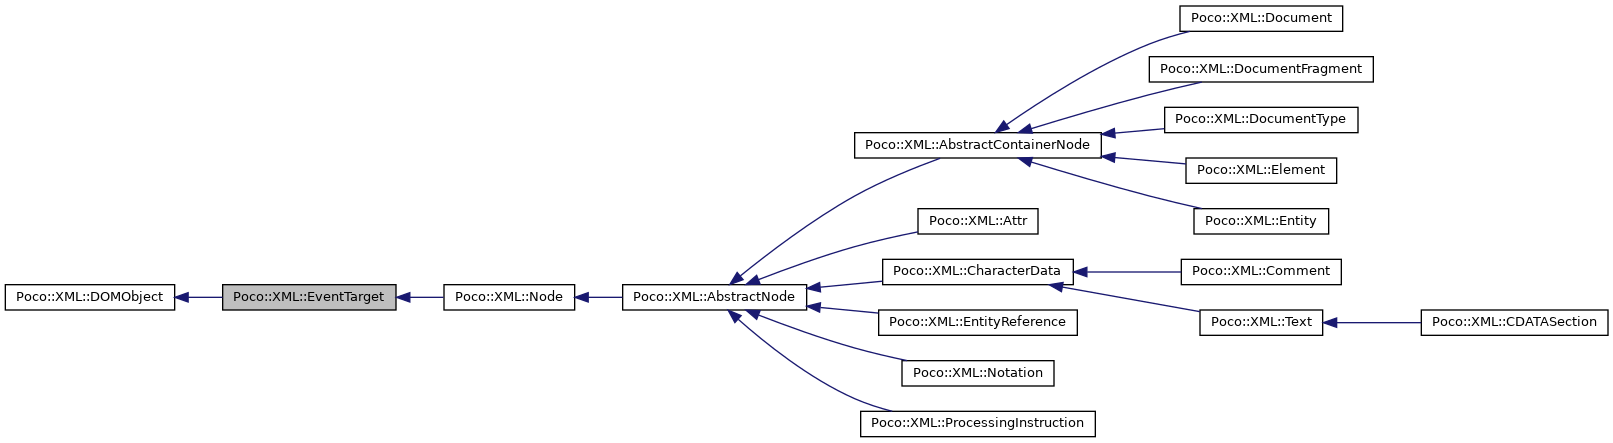 Poco::XML::Document
Poco::XML::DocumentFragment
Poco::XML::DocumentType
Poco::XML::AbstractContainerNode
Poco::XML::Element
Poco::XML::Entity
Poco::XML::Attr
Poco::XML::CharacterData
Poco::XML::Comment
Poco::XML::DOMObject
Poco::XML::EventTarget
Poco::XML::Node
Poco::XML::AbstractNode
Poco::XML::EntityReference
Poco::XML::Text
Poco::XML::CDATASection
Poco::XML::Notation
Poco::XML::ProcessingInstruction